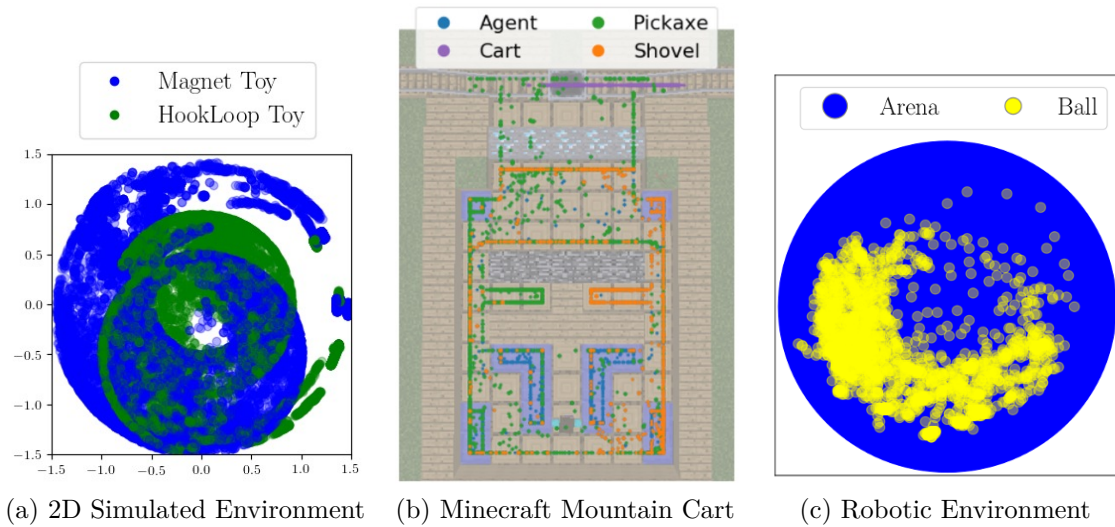 Magnet Toy
HookLoop Toy
1.5
1.0
0.5
0.0
−0.5
−1.0
−1.5
−1.5 −1.0 −0.5 0.0 0.5 1.0 1.5
(a) 2D Simulated Environment
Agent Pickaxe
Cart Shovel
(b) Minecraft Mountain Cart
Arena Ball
(c) Robotic Environment